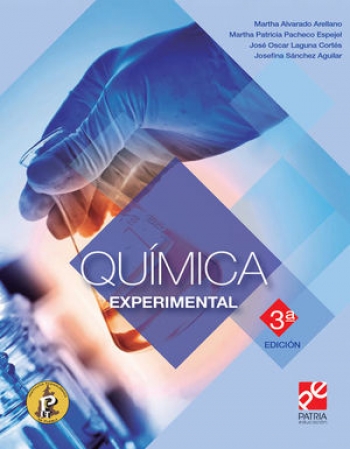 Martha Alvarado Arellano
Martha Patricia Pacheco Espejel
José Oscar Laguna Cortés
Josefina Sánchez Aguilar
QUÍMICA
EXPERIMENTAL
3a
EDICIÓN
PATRIA